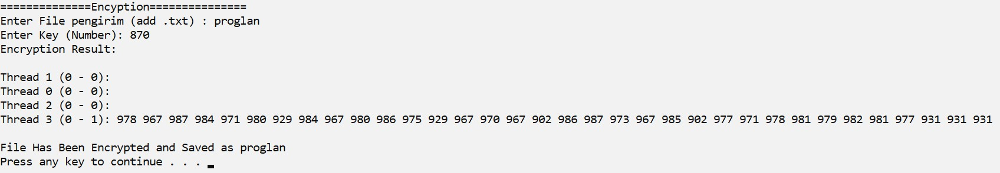 ==============Encyption===============
Enter File pengirim (add .txt) : proglan
Enter Key (Number): 870
Encryption Result:
Thread 1 (0 - 0):
Thread 0 (0 - 0):
Thread 2 (0 - 0):
Thread 3 (0 - 1): 978 967 987 984 971 980 929 984 967 980 986 975 929 967 970 967 902 986 987 973 967 985 902 977 971 978 981 979 982 981 977 931 931 931
File Has Been Encrypted and Saved as proglan
Press any key to continue . . .